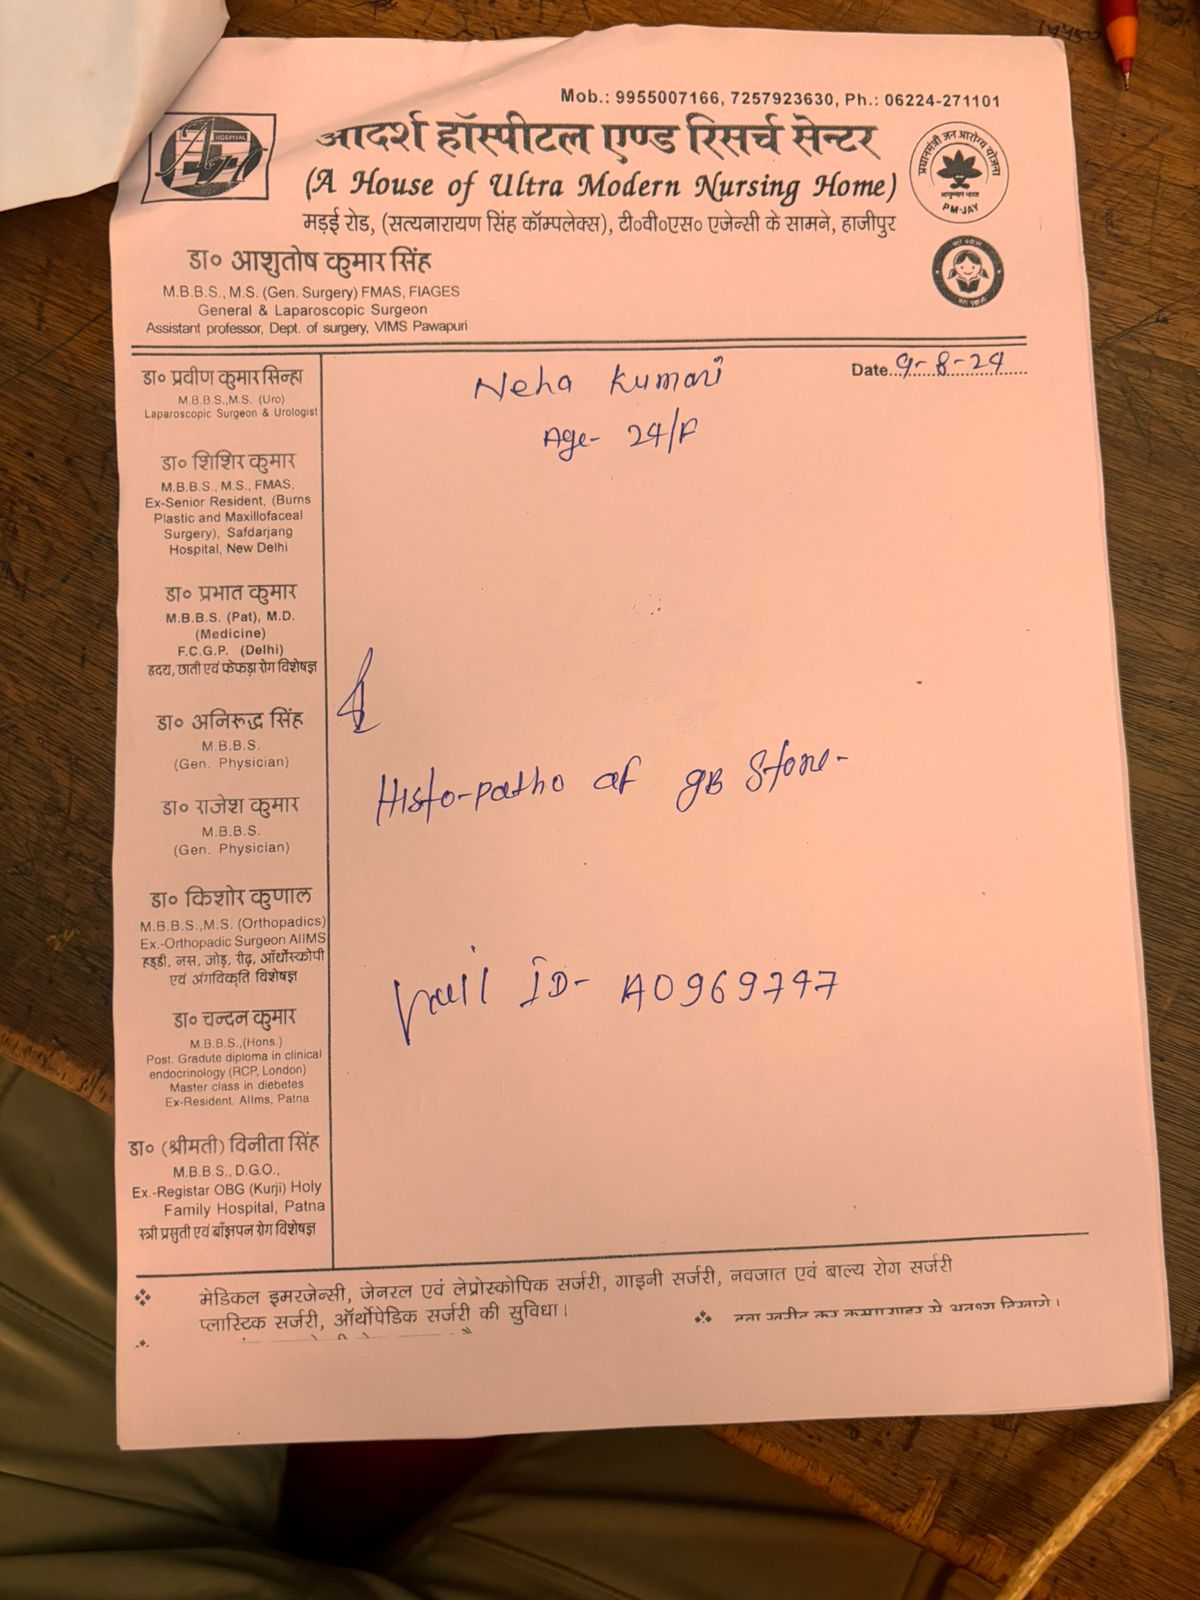 Mob.: 9955007166, 7257923630, Ph.: 06224-271101
HOSPITAL
आदर्श हॉस्पीटल एण्ड रिसर्च सेन्टर
(A House of Ultra Modern Nursing Home)
मड़ई रोड, (सत्यनारायण सिंह कॉम्पलेक्स), टी०वी०एस० एजेन्सी के सामने, हाजीपुर
प्रधानमंत्री जन आरोग्य योजना
PM-JAY
डा० आशुतोष कुमार सिंह
M.B.B.S., M.S. (Gen. Surgery) FMAS, FIAGES
General & Laparoscopic Surgeon
Assistant professor, Dept. of surgery, VIMS Pawapuri
Date 9-8-24
Neha Kumari
Age- 24/F
डा० प्रवीण कुमार सिन्हा
M.B.B.S.,M.S. (Uro)
Laparoscopic Surgeon & Urologist
डा० शिशिर कुमार
M.B.B.S., M.S., FMAS,
Ex-Senior Resident, (Burns
Plastic and Maxillofaceal
Surgery), Safdarjang
Hospital, New Delhi
डा० प्रभात कुमार
M.B.B.S. (Pat), M.D.
(Medicine)
F.C.G.P. (Delhi)
हृदय, छाती एवं फेफड़ा रोग विशेषज्ञ
डा० अनिरूद्ध सिंह
M.B.B.S.
(Gen. Physician)
डा० राजेश कुमार
M.B.B.S.
(Gen. Physician)
डा० किशोर कुणाल
M.B.B.S.,M.S. (Orthopadics)
Ex.-Orthopadic Surgeon AIIMS
हड्डी, नस, जोड़, रीढ़, ऑर्थोस्कोपी
एवं अंगविकृति विशेषज्ञ
डा० चन्दन कुमार
M.B.B.S.,(Hons.)
Post. Gradute diploma in clinical
endocrinology (RCP, London)
Master class in diebetes
Ex-Resident. AIIms, Patna
डा० (श्रीमती) विनीता सिंह
M.B.B.S., D.G.O.,
Ex.-Registar OBG (Kurji) Holy
Family Hospital, Patna
स्त्री प्रसुती एवं बाँझपन रोग विशेषज्ञ
Histo-patho of gB Stone-
ID- A0969747
मेडिकल इमरजेन्सी, जेनरल एवं लेप्रोस्कोपिक सर्जरी, गाइनी सर्जरी, नवजात एवं बाल्य रोग सर्जरी
प्लास्टिक सर्जरी, ऑर्थोपेडिक सर्जरी की सुविधा।